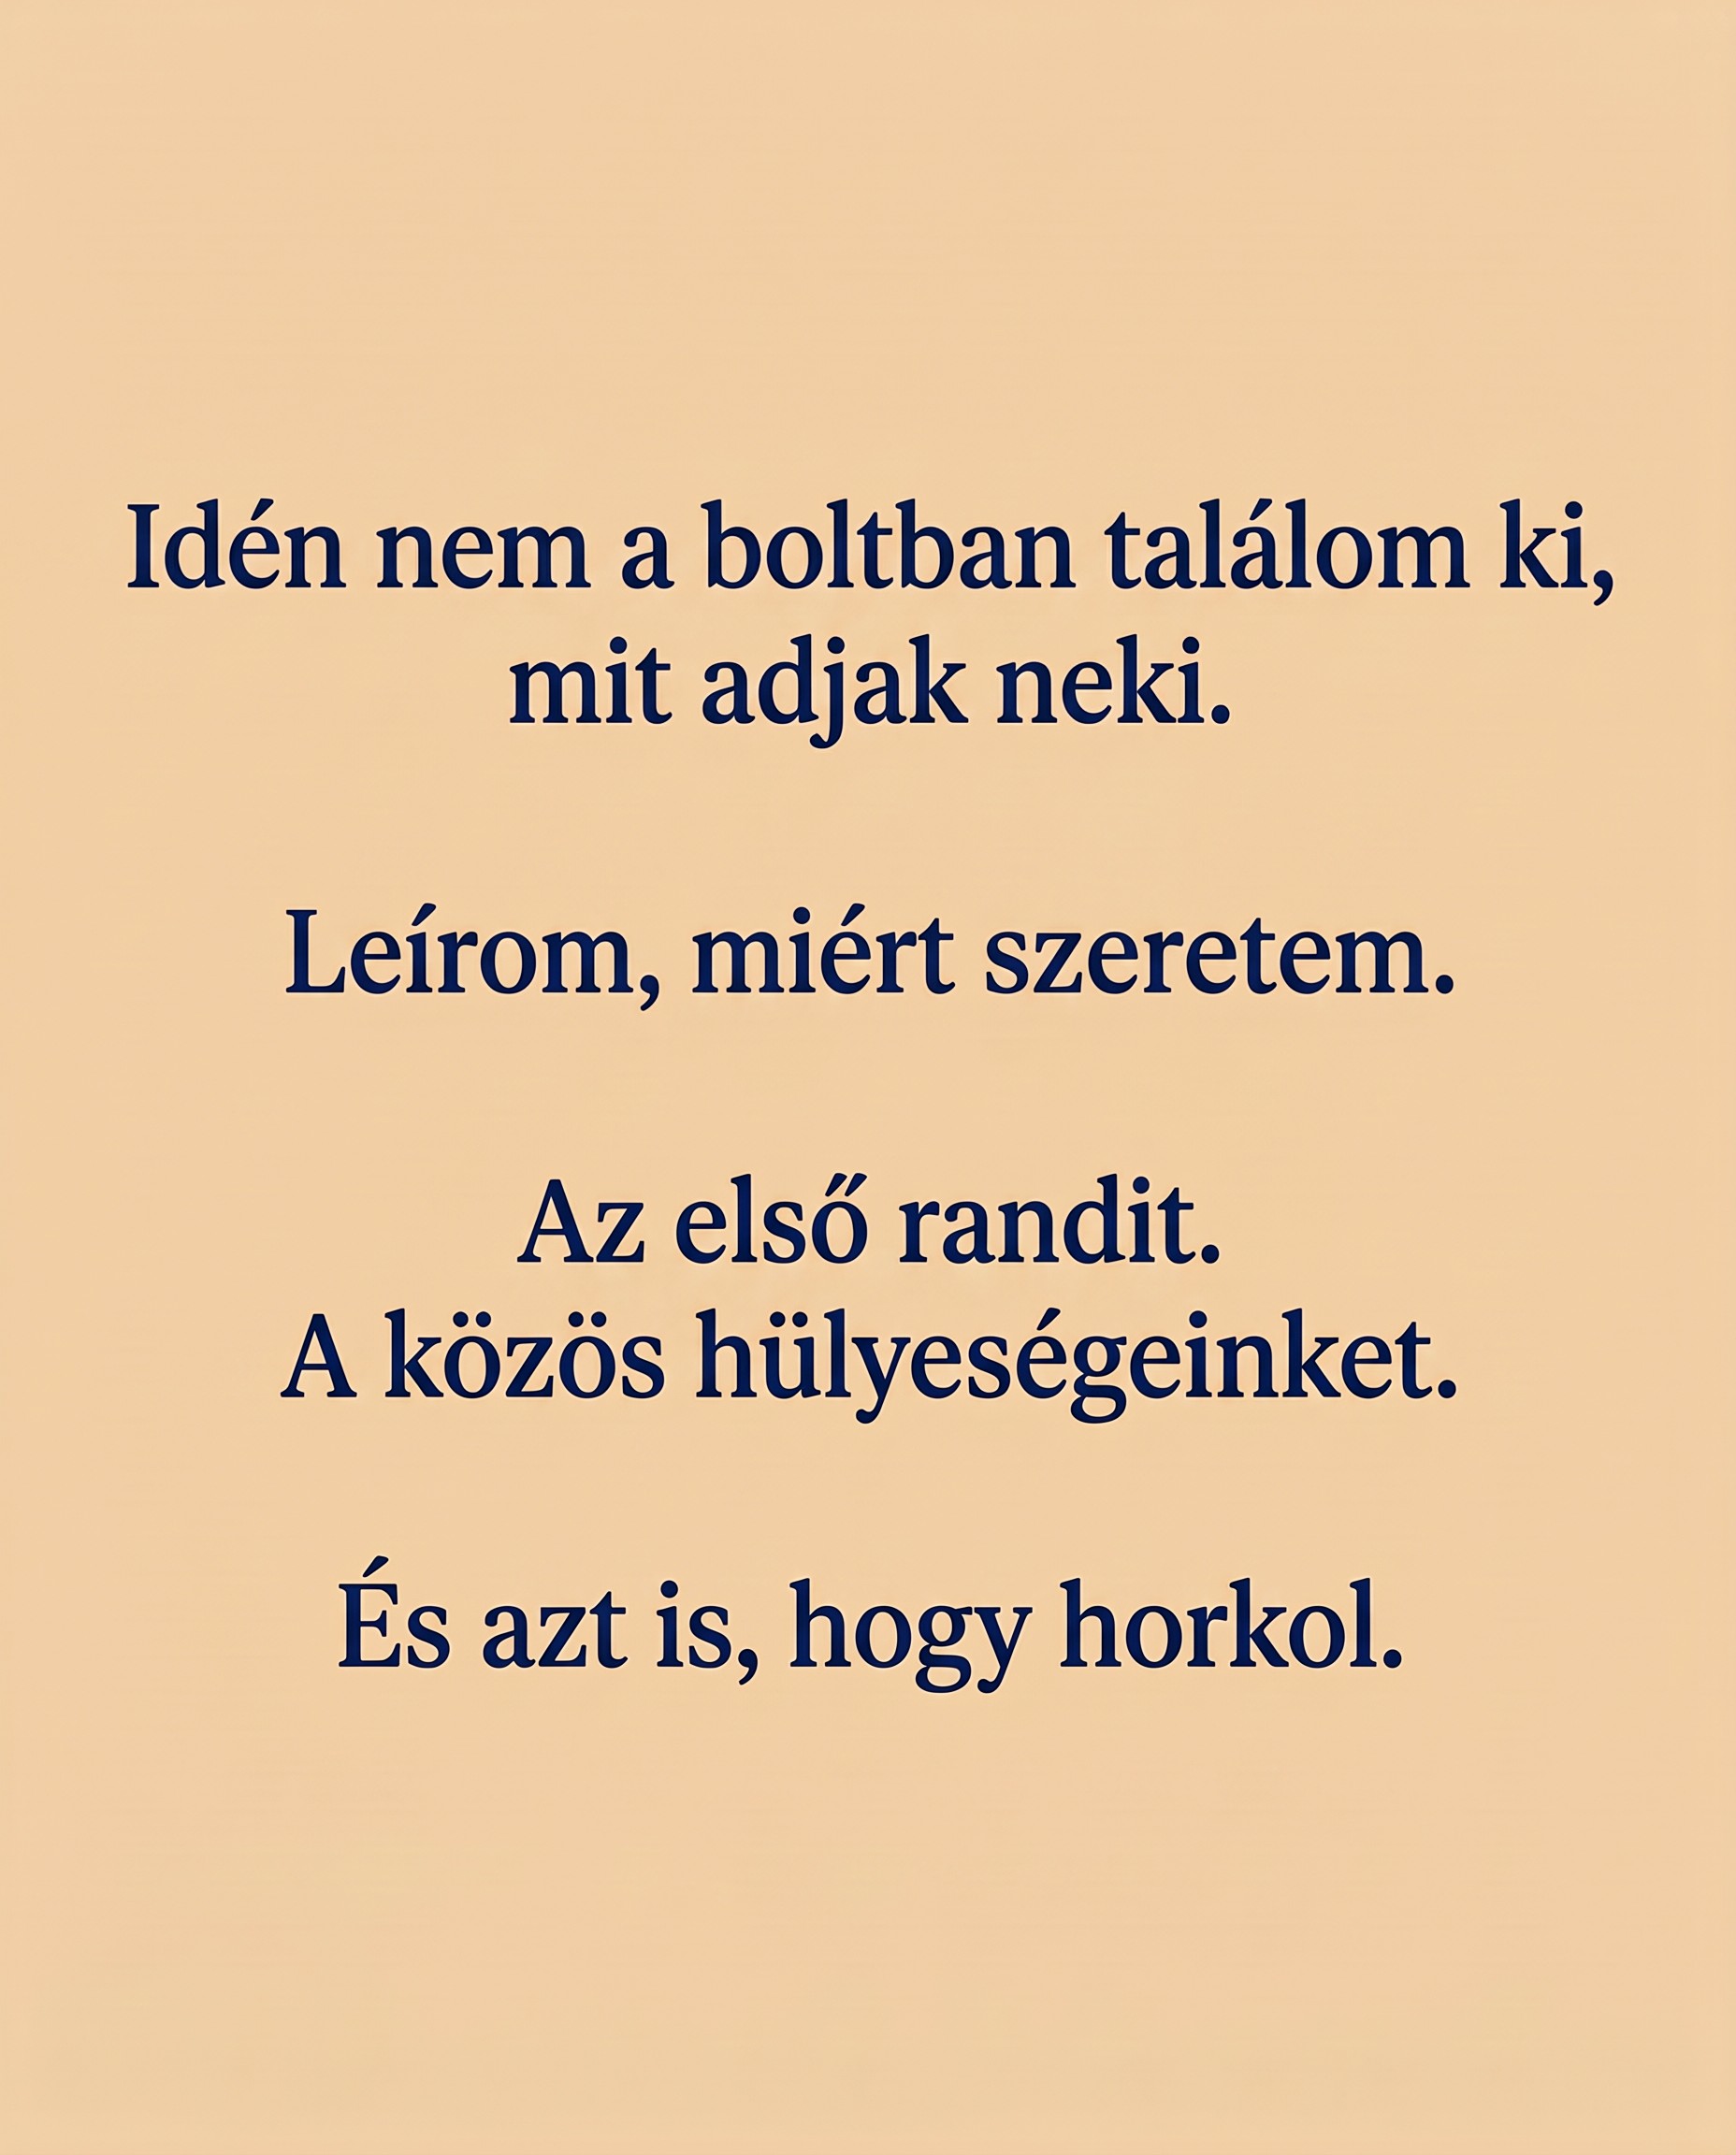 Idén nem a boltban találom ki,
mit adjak neki.
Leírom, miért szeretem.
Az első randit.
A közös hülyeségeinket.
És azt is, hogy horkol.